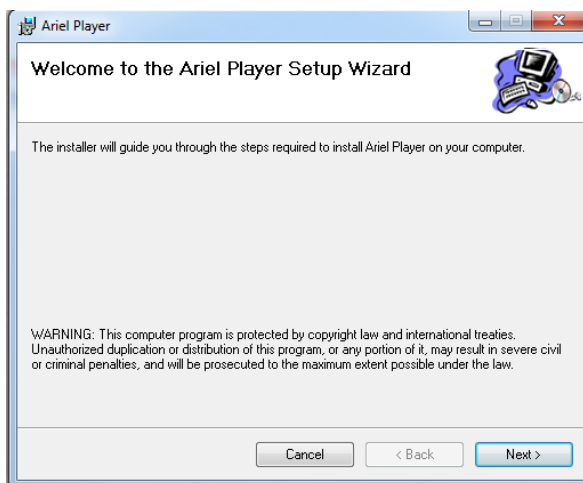 Ariel Player
Welcome to the Ariel Player Setup Wizard
The installer will guide you through the steps required to install Ariel Player on your computer.
WARNING: This computer program is protected by copyright law and international treaties.
Unauthorized duplication or distribution of this program, or any portion of it, may result in severe civil
or criminal penalties, and will be prosecuted to the maximum extent possible under the law.
Cancel < Back Next >